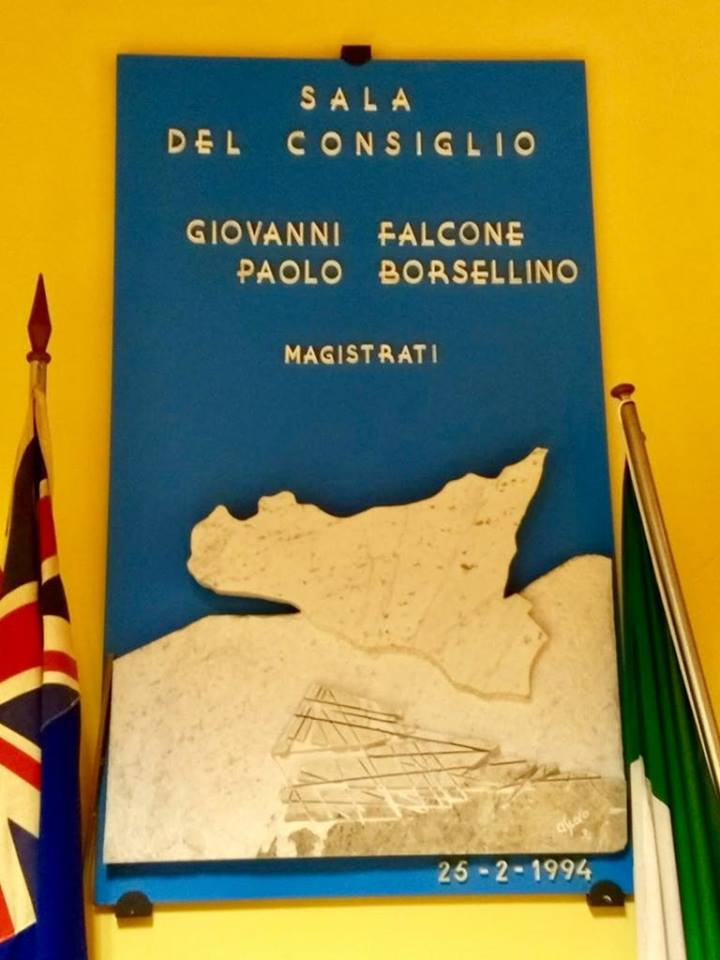 SALA
DEL CONSIGLIO
GIOVANNI FALCONE
PAOLO BORSELLINO
MAGISTRATI
25-2-1994